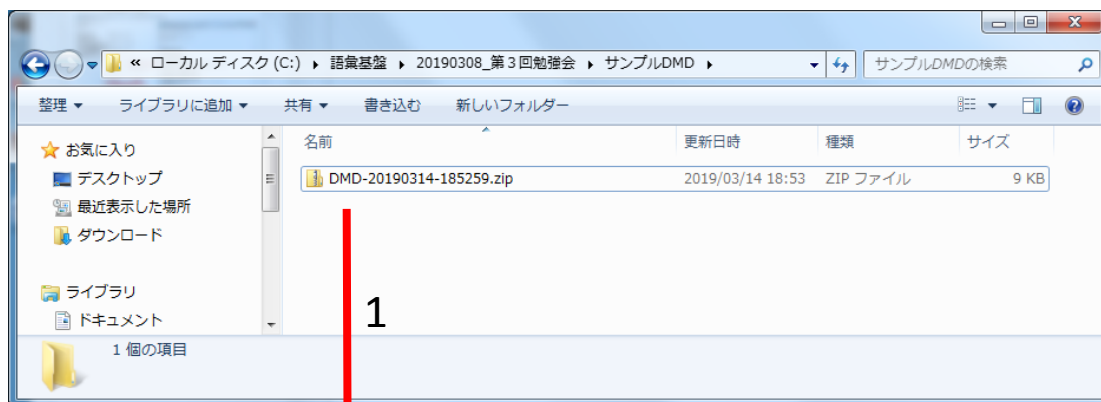 « ローカル ディスク (C:) ▸ 語彙基盤 ▸ 20190308_第3回勉強会 ▸ サンプルDMD ▸ サンプルDMDの検索
整理 ▼ ライブラリに追加 ▼ 共有 ▼ 書き込む 新しいフォルダー
名前 更新日時 種類 サイズ
お気に入り
デスクトップ
最近表示した場所
ダウンロード
ライブラリ
ドキュメント
DMD-20190314-185259.zip 2019/03/14 18:53 ZIP ファイル 9 KB
1
1 個の項目